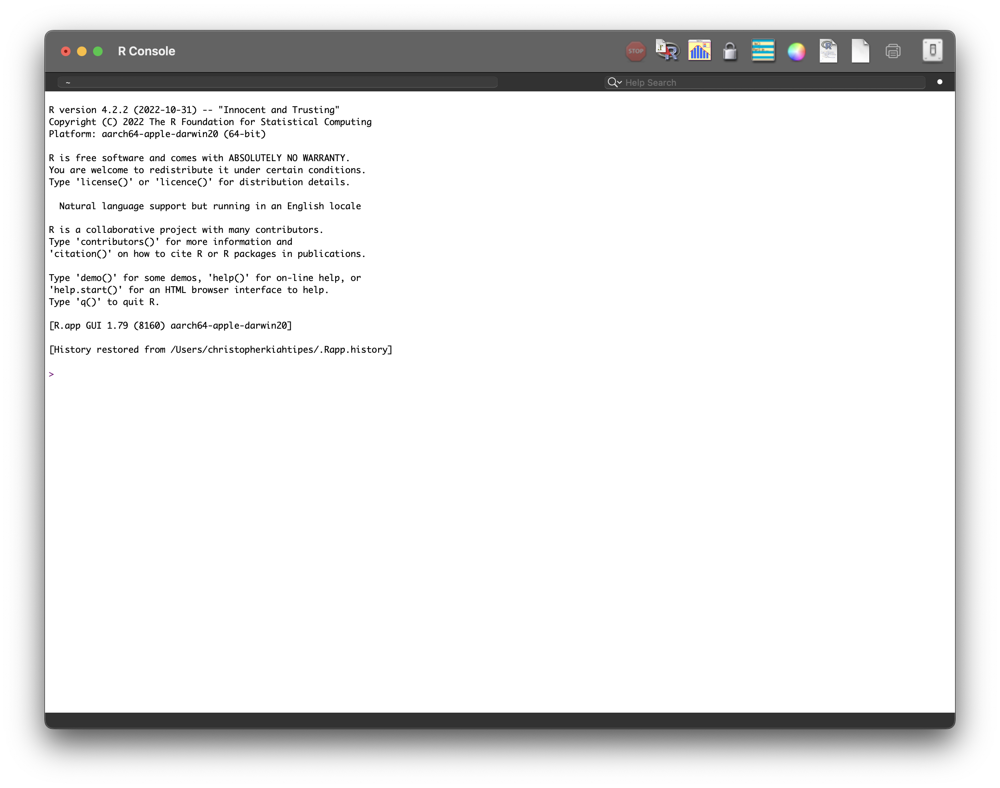 R Console
STOP
~
Help Search
R version 4.2.2 (2022-10-31) -- "Innocent and Trusting"
Copyright (C) 2022 The R Foundation for Statistical Computing
Platform: aarch64-apple-darwin20 (64-bit)
R is free software and comes with ABSOLUTELY NO WARRANTY.
You are welcome to redistribute it under certain conditions.
Type 'license()' or 'licence()' for distribution details.
Natural language support but running in an English locale
R is a collaborative project with many contributors.
Type 'contributors()' for more information and
'citation()' on how to cite R or R packages in publications.
Type 'demo()' for some demos, 'help()' for on-line help, or
'help.start()' for an HTML browser interface to help.
Type 'q()' to quit R.
[R.app GUI 1.79 (8160) aarch64-apple-darwin20]
[History restored from /Users/christopherkiahtipes/.Rapp.history]
>